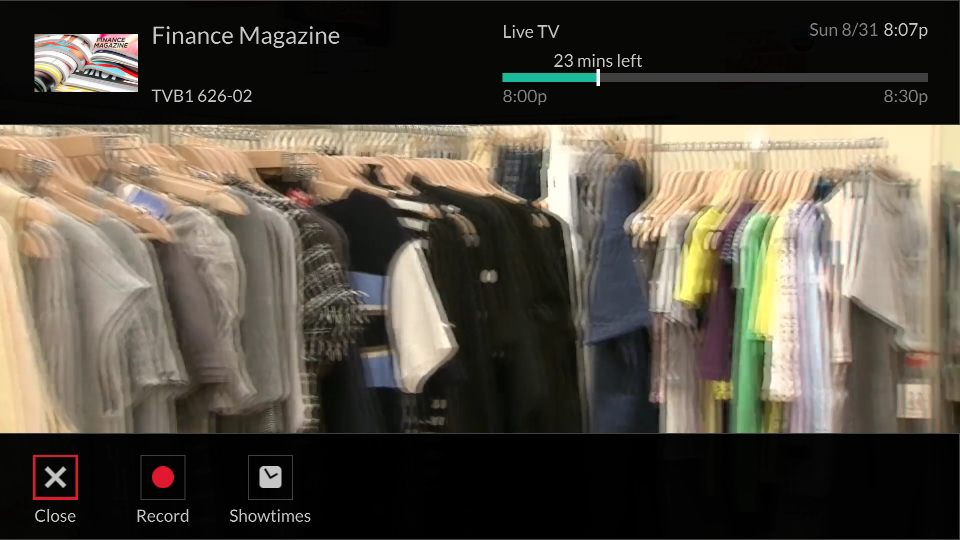 FINANCE
MAGAZINE
Finance Magazine
TVB1 626-02
Live TV
Sun 8/31 8:07p
23 mins left
8:00p
8:30p
Close
Record
Showtimes